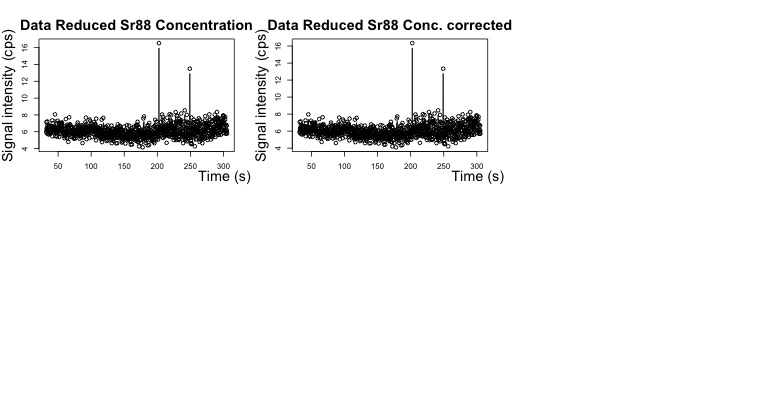 Data Reduced Sr88 Concentration
Signal intensity (cps)
4 6 8 10 12 14 16
50 100 150 200 250 300
Time (s)
Data Reduced Sr88 Conc. corrected
Signal intensity (cps)
4 6 8 10 12 14 16
50 100 150 200 250 300
Time (s)